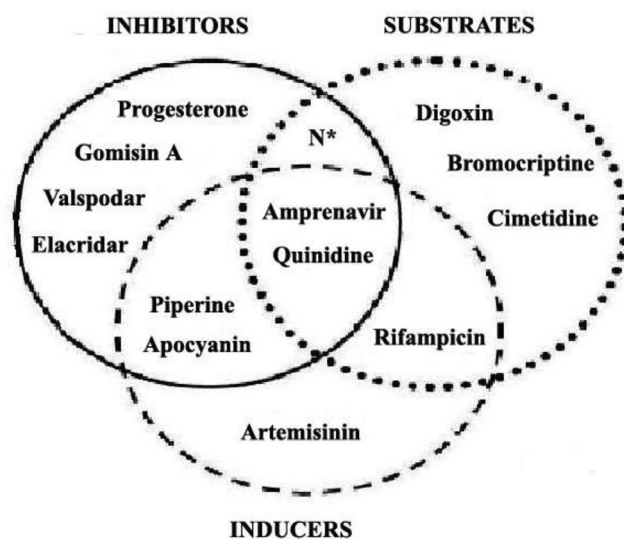 INHIBITORS SUBSTRATES
Progesterone
Digoxin
N*
Gomisin A
Bromocriptine
Valspodar
Amprenavir
Cimetidine
Elacridar
Quinidine
Piperine
Rifampicin
Apocyanin
Artemisinin
INDUCERS